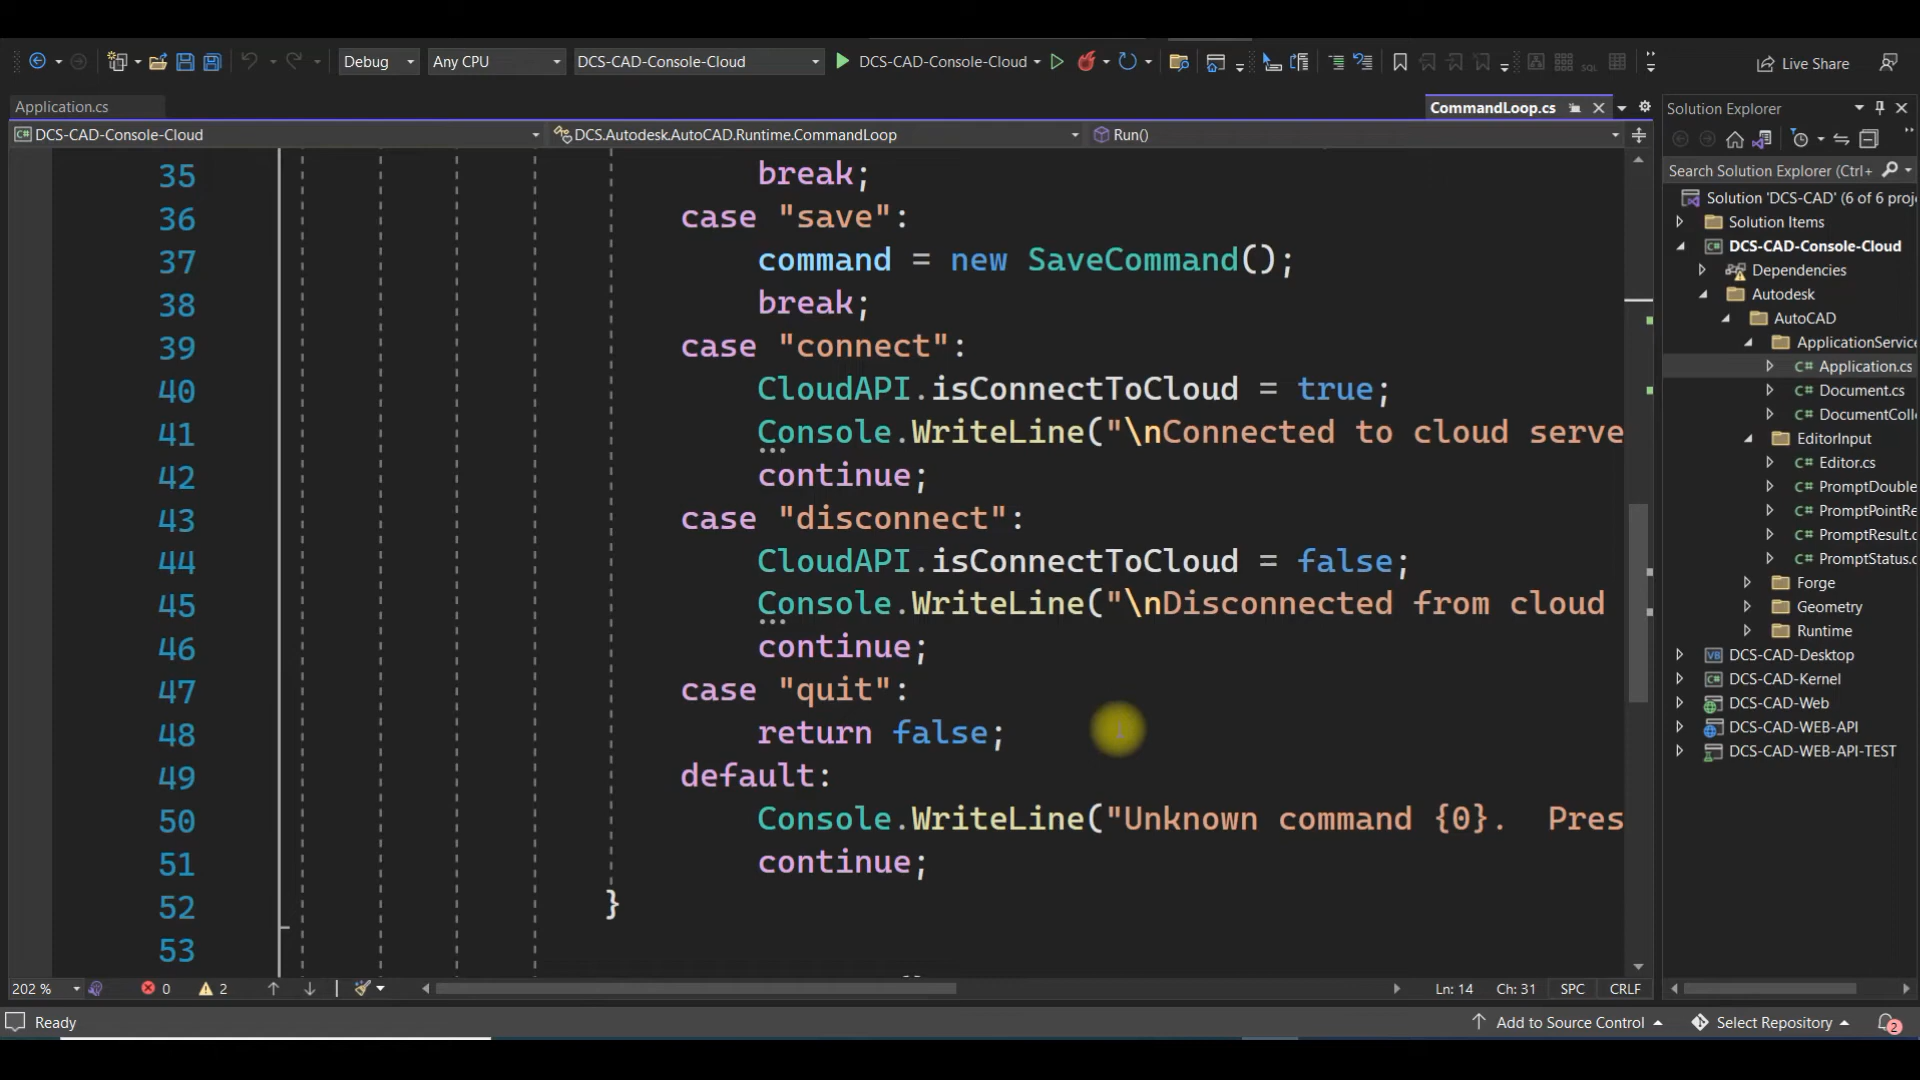 Debug
Any CPU
DCS-CAD-Console-Cloud
DCS-CAD-Console-Cloud
Live Share
Application.cs
CommandLoop.cs
DCS-CAD-Console-Cloud
DCS.Autodesk.AutoCAD.Runtime.CommandLoop
Run()
35 break;
36 case "save":
37 command = new SaveCommand();
38 break;
39 case "connect":
40 CloudAPI.isConnectToCloud = true;
41 Console.WriteLine("\nConnected to cloud serve
42 continue;
43 case "disconnect":
44 CloudAPI.isConnectToCloud = false;
45 Console.WriteLine("\nDisconnected from cloud
46 continue;
47 case "quit":
48 return false;
49 default:
50 Console.WriteLine("Unknown command {0}.  Pres
51 continue;
52 }
53
Solution Explorer
Search Solution Explorer (Ctrl+
Solution 'DCS-CAD' (6 of 6 proj
Solution Items
DCS-CAD-Console-Cloud
Dependencies
Autodesk
AutoCAD
ApplicationService
C# Application.cs
C# Document.cs
C# DocumentColl
EditorInput
C# Editor.cs
C# PromptDouble
C# PromptPointRe
C# PromptResult.c
C# PromptStatus.c
Forge
Geometry
Runtime
VB DCS-CAD-Desktop
C# DCS-CAD-Kernel
DCS-CAD-Web
DCS-CAD-WEB-API
DCS-CAD-WEB-API-TEST
202 %
0
2
Ln: 14
Ch: 31
SPC
CRLF
Ready
Add to Source Control
Select Repository
2